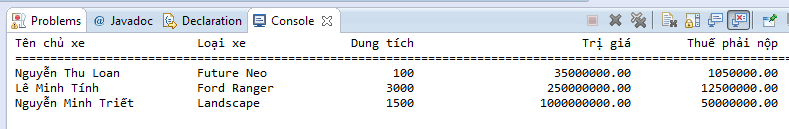 Problems @ Javadoc Declaration Console
Tên chủ xe Loại xe Dung tích Trị giá Thuế phải nộp
==========================================================================================
Nguyễn Thu Loan Future Neo 100 35000000.00 1050000.00
Lê Minh Tính Ford Ranger 3000 250000000.00 12500000.00
Nguyễn Minh Triết Landscape 1500 1000000000.00 50000000.00